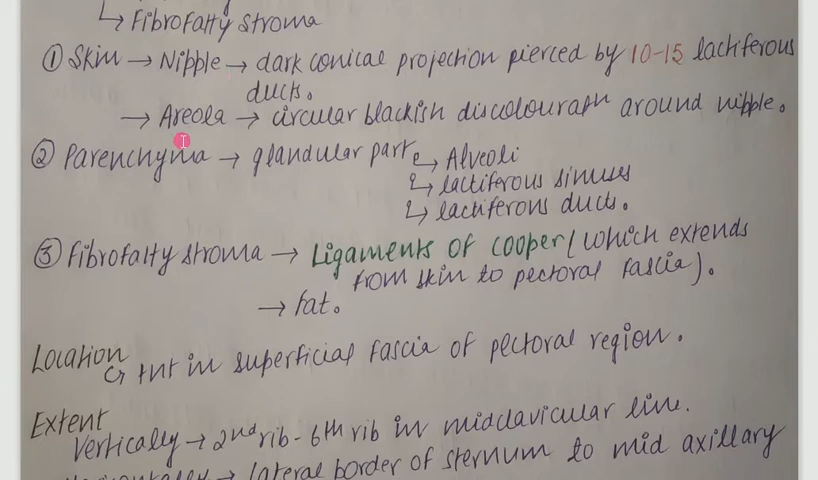 ↳ Fibrofatty stroma
① Skin → Nipple → dark conical projection pierced by 10-15 lactiferous
ducts.
→ Areola → circular blackish discolouratn around nipple.
② Parenchyma → glandular part ↳ Alveoli
↳ lactiferous sinuses
↳ lactiferous ducts.
③ Fibrofatty stroma → Ligaments of cooper (which extends
from skin to pectoral fascia).
→ fat.
Location
↳ in superficial fascia of pectoral region.
Extent
Vertically → 2nd rib - 6th rib in midclavicular line.
→ lateral border of sternum to mid axillary